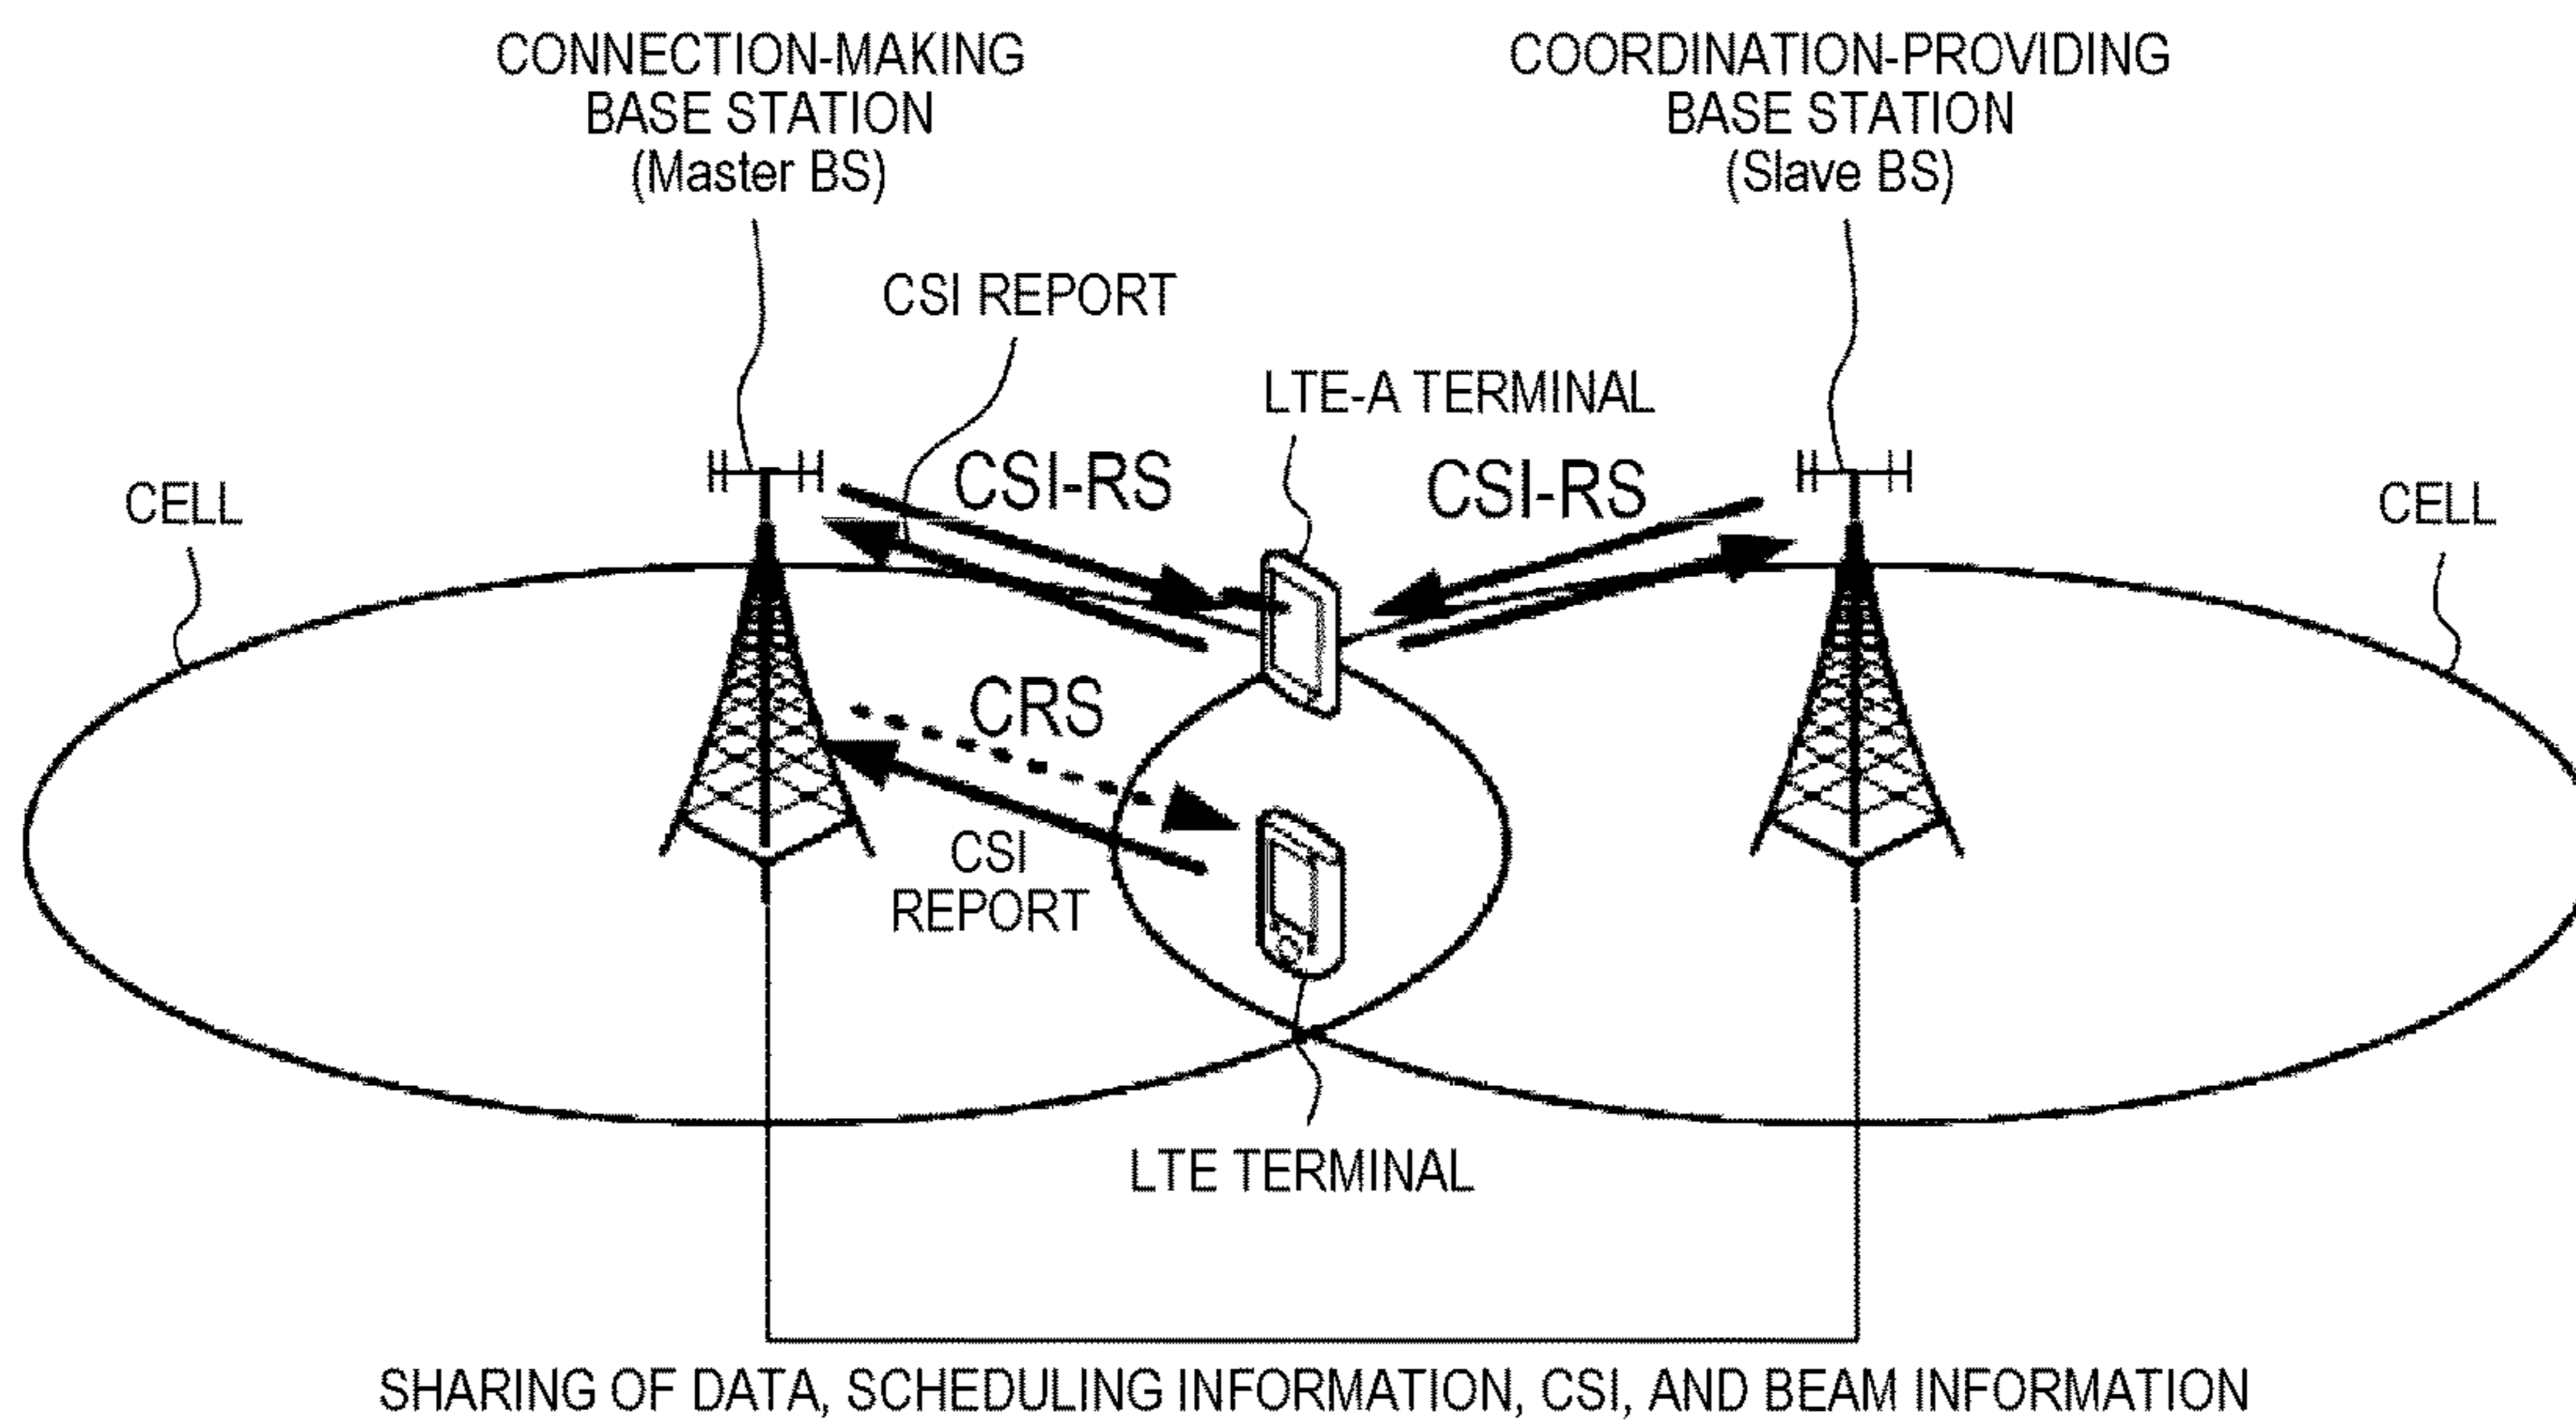 CONNECTION-MAKING
BASE STATION
(Master BS)
COORDINATION-PROVIDING
BASE STATION
(Slave BS)
CSI REPORT
LTE-A TERMINAL
CELL
CSI-RS
CSI-RS
CELL
CRS
CSI
REPORT
LTE TERMINAL
SHARING OF DATA, SCHEDULING INFORMATION, CSI, AND BEAM INFORMATION